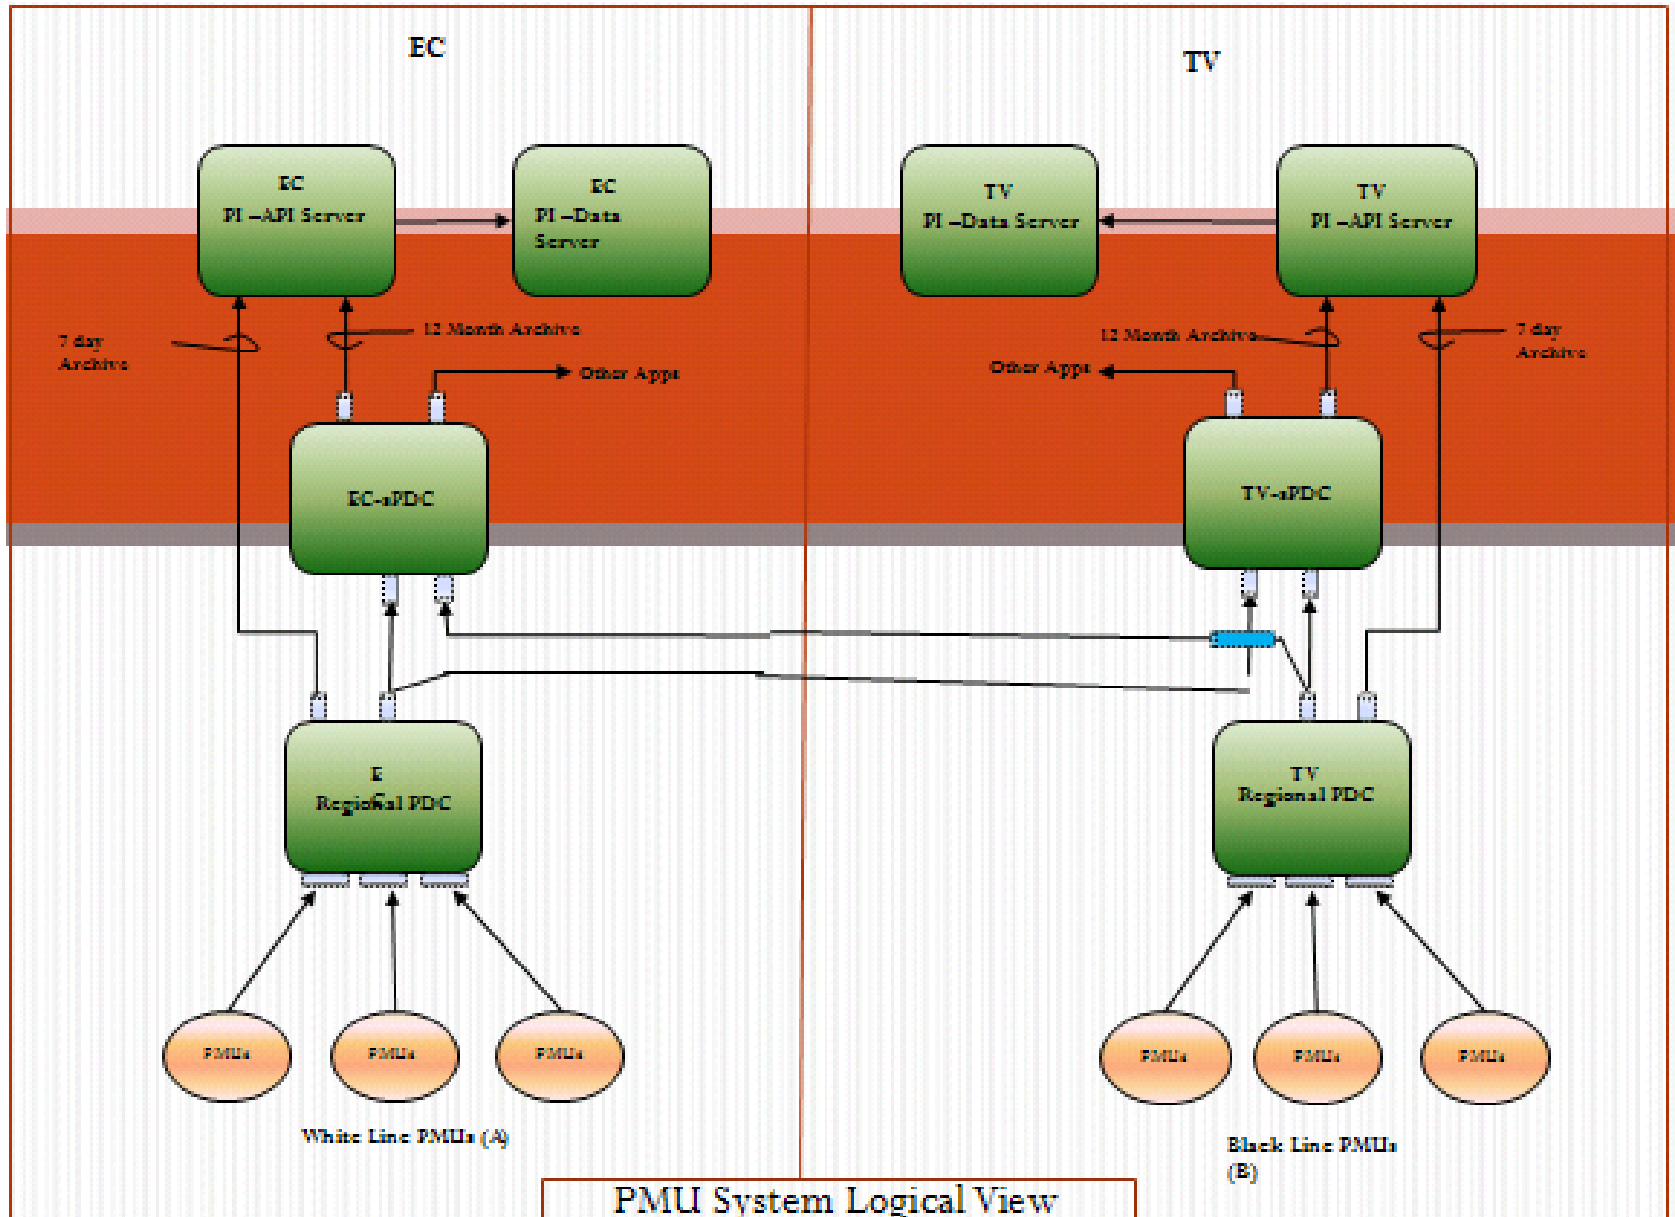 EC
TV
EC
PI –API Server
EC
PI –Data
Server
TV
PI –Data Server
TV
PI –API Server
7 day
Archive
12 Month Archive
Other Apps
12 Month Archive
Other Apps
7 day
Archive
EC-sPDC
TV-sPDC
E
C
Regional PDC
TV
Regional PDC
PMUs
PMUs
PMUs
PMUs
PMUs
PMUs
White Line PMUs (A)
Black Line PMUs
(B)
PMU System Logical View